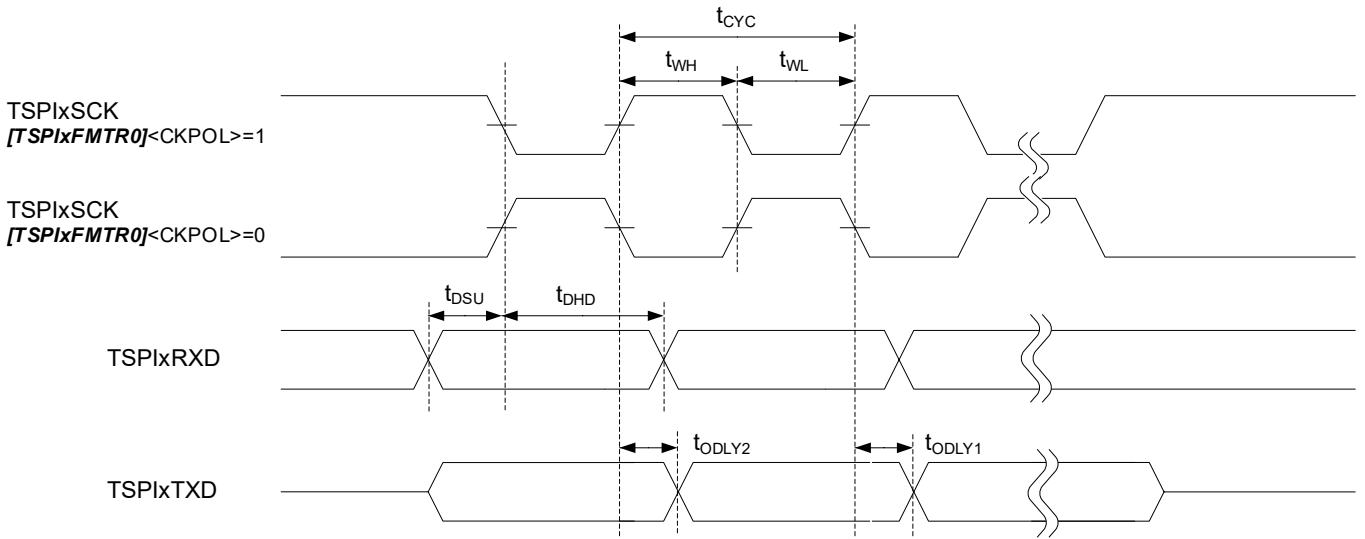 tCYC
tWH tWL
TSPIxSCK
[TSPIxFMTR0]<CKPOL>=1
TSPIxSCK
[TSPIxFMTR0]<CKPOL>=0
tDSU tDHD
TSPIxRXD
tODLY2 tODLY1
TSPIxTXD